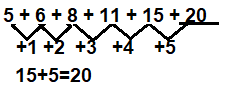 5 + 6 + 8 + 11 + 15 + 20
+1 +2 +3 +4 +5
15+5=20